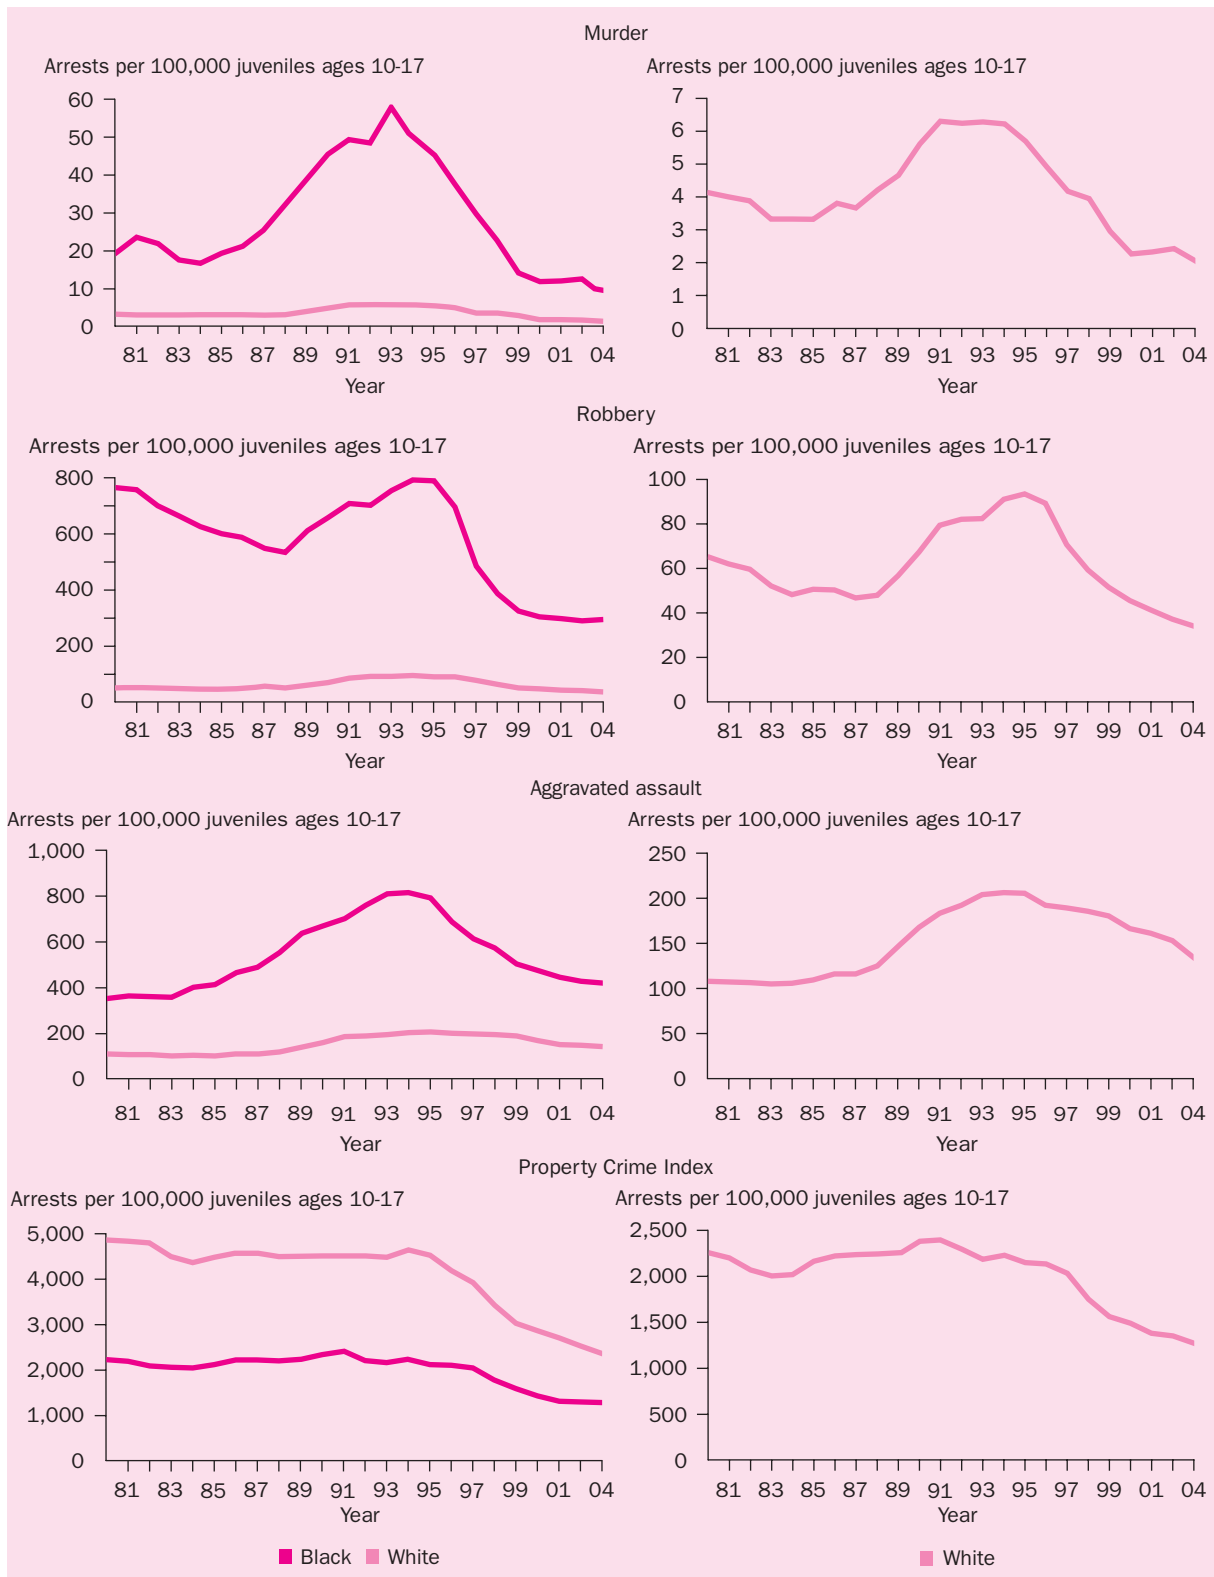 Murder
Arrests per 100,000 juveniles ages 10-17
60
50
40
30
20
10
0
81 83 85 87 89 91 93 95 97 99 01 04
Year
Arrests per 100,000 juveniles ages 10-17
7
6
5
4
3
2
1
0
81 83 85 87 89 91 93 95 97 99 01 04
Year
Robbery
Arrests per 100,000 juveniles ages 10-17
800
600
400
200
0
81 83 85 87 89 91 93 95 97 99 01 04
Year
Arrests per 100,000 juveniles ages 10-17
100
80
60
40
20
0
81 83 85 87 89 91 93 95 97 99 01 04
Year
Aggravated assault
Arrests per 100,000 juveniles ages 10-17
1,000
800
600
400
200
0
81 83 85 87 89 91 93 95 97 99 01 04
Year
Arrests per 100,000 juveniles ages 10-17
250
200
150
100
50
0
81 83 85 87 89 91 93 95 97 99 01 04
Year
Property Crime Index
Arrests per 100,000 juveniles ages 10-17
5,000
4,000
3,000
2,000
1,000
0
81 83 85 87 89 91 93 95 97 99 01 04
Year
Black White
Arrests per 100,000 juveniles ages 10-17
2,500
2,000
1,500
1,000
500
0
81 83 85 87 89 91 93 95 97 99 01 04
Year
White